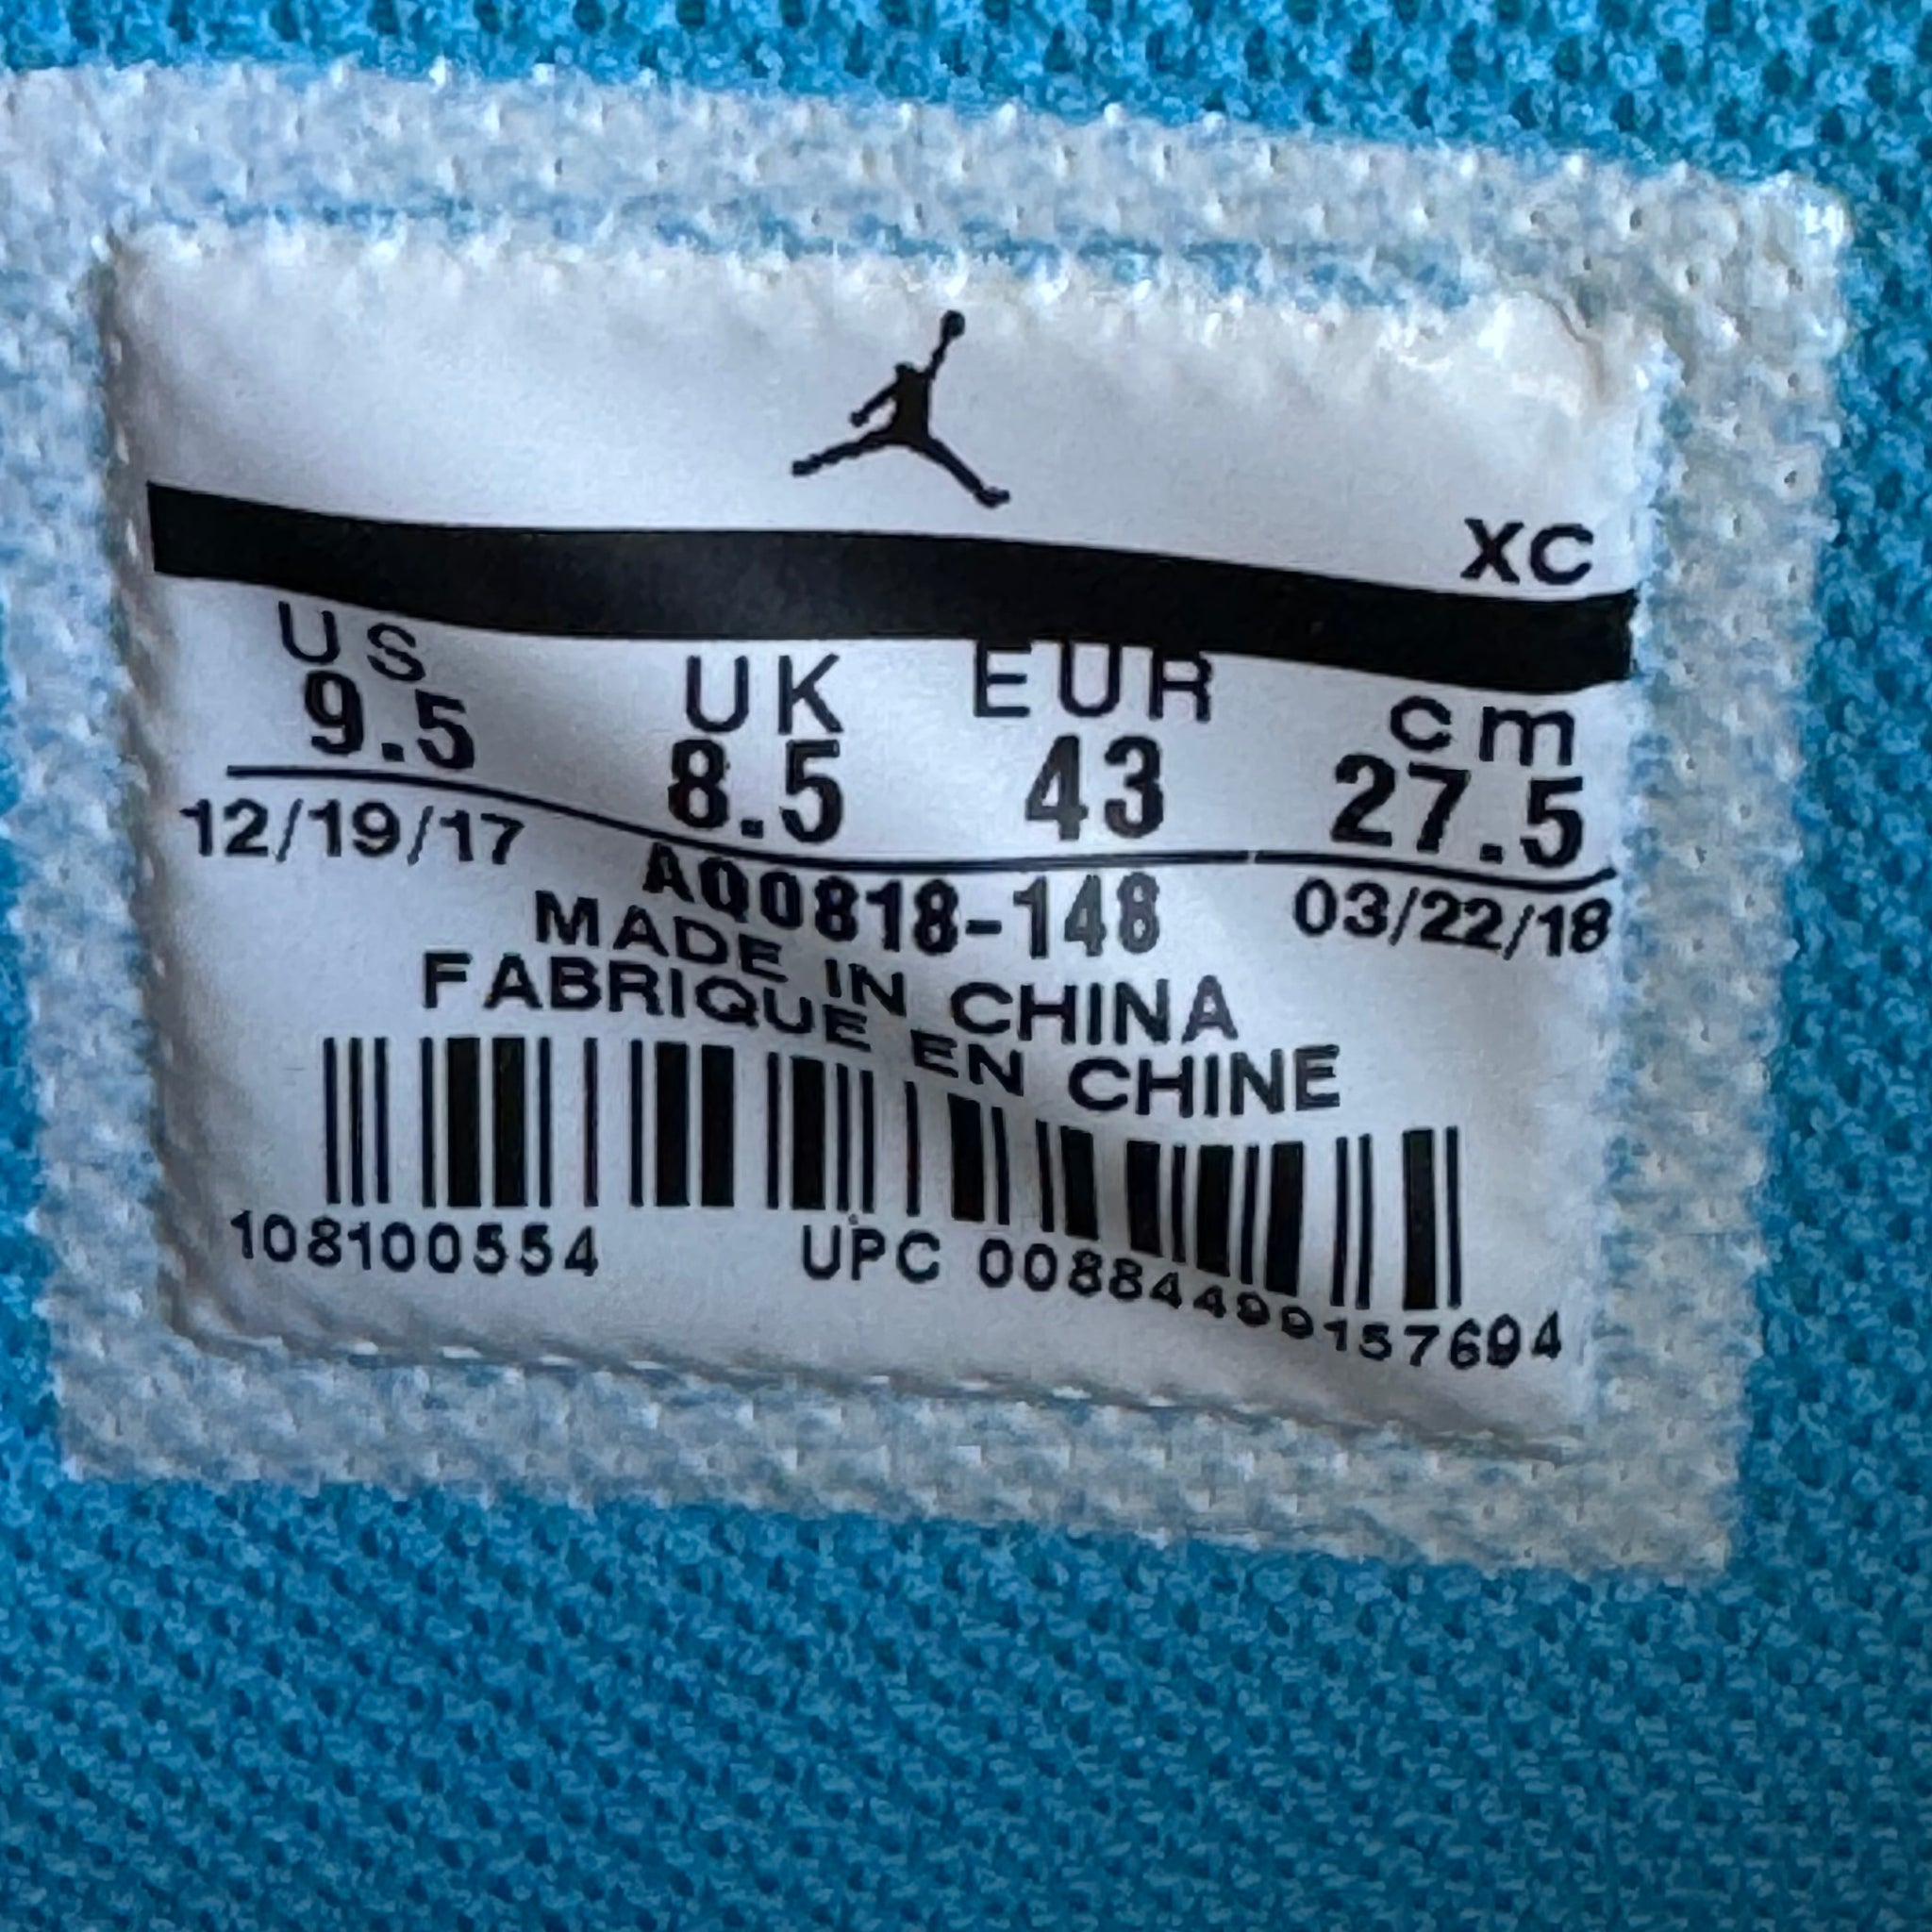 XC
US UK EUR cm
9.5 8.5 43 27.5
12/19/17 AQ0818-148 03/22/18
MADE IN CHINA
FABRIQUE EN CHINE
108100554 UPC 00884499157694